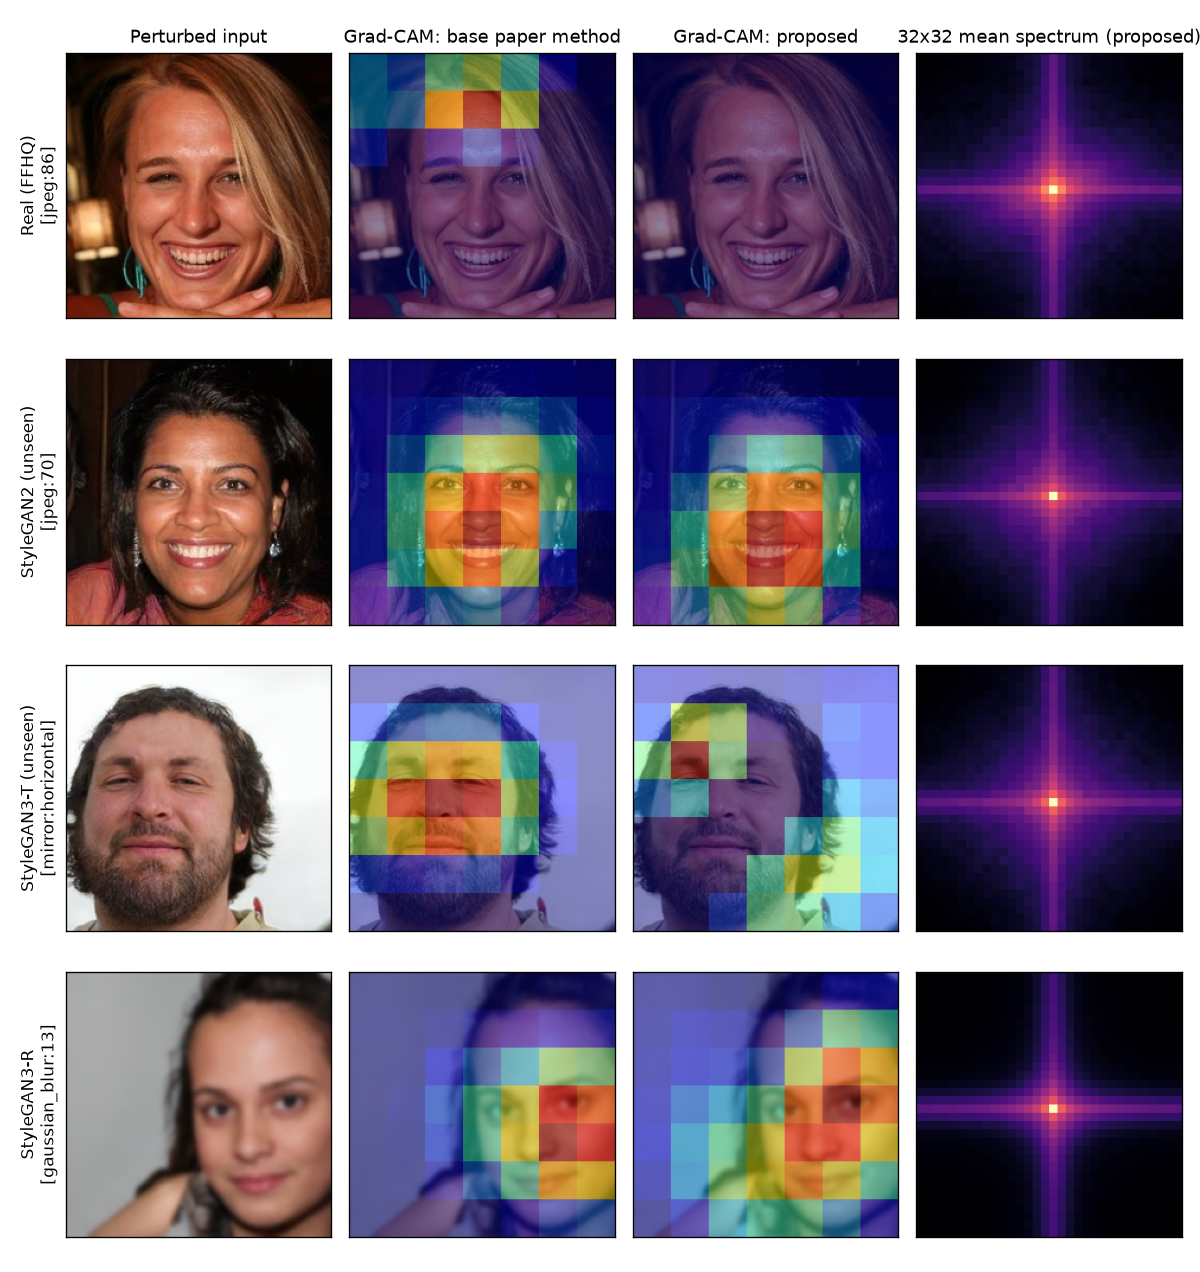 Perturbed input
Grad-CAM: base paper method
Grad-CAM: proposed
32x32 mean spectrum (proposed)
Real (FFHQ)
[jpeg:86]
StyleGAN2 (unseen)
[jpeg:70]
StyleGAN3-T (unseen)
[mirror:horizontal]
StyleGAN3-R
[gaussian_blur:13]